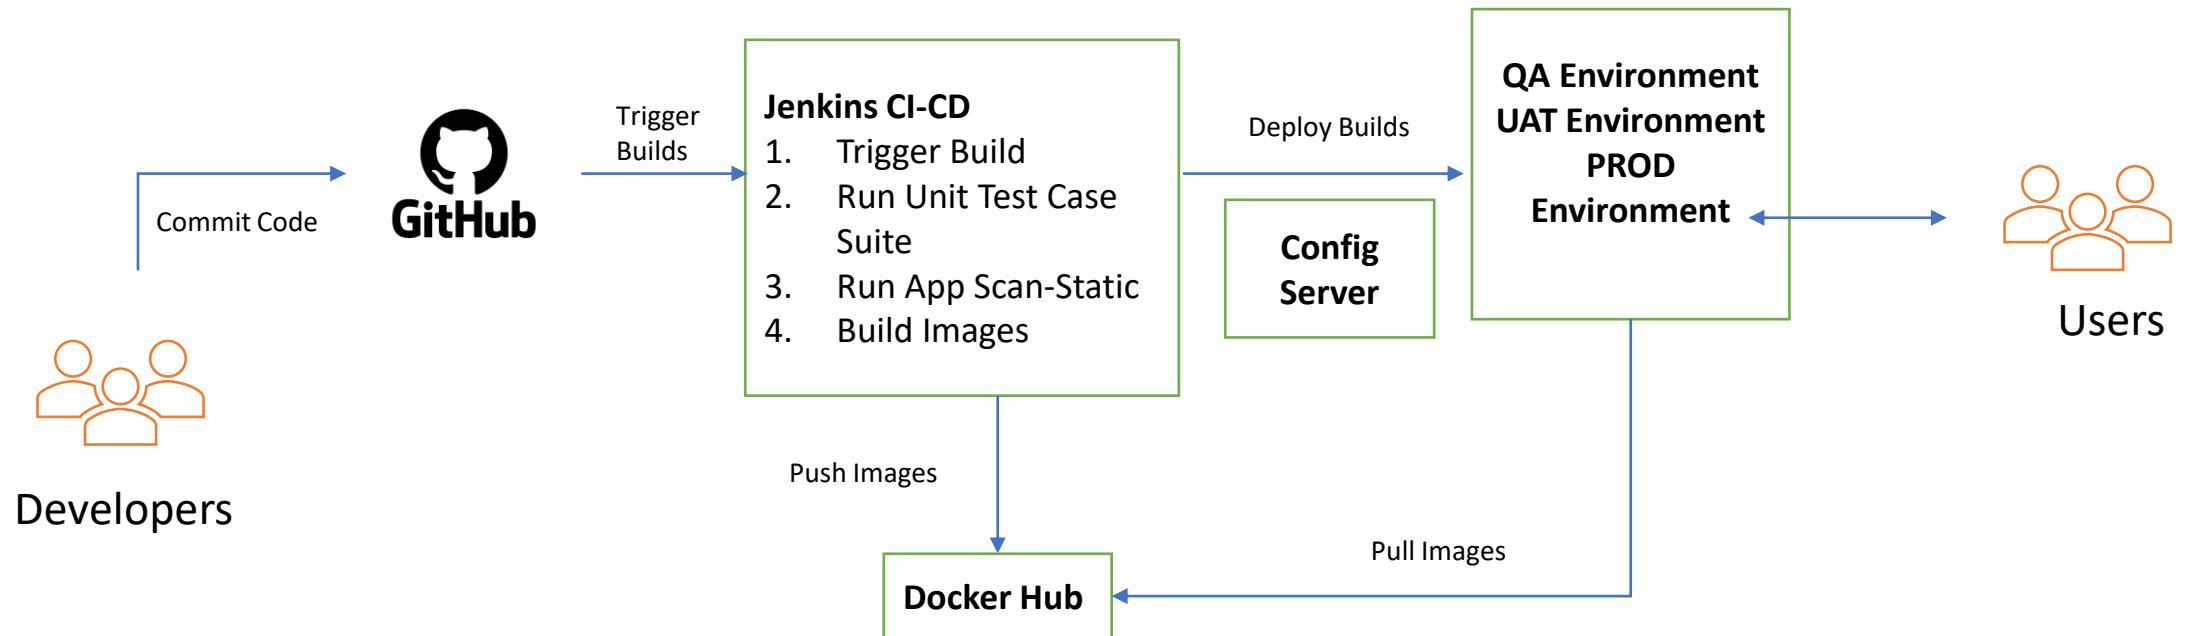 Commit Code
Developers
GitHub
Trigger
Builds
Jenkins CI-CD
1. Trigger Build
2. Run Unit Test Case
Suite
3. Run App Scan-Static
4. Build Images
Push Images
Docker Hub
Deploy Builds
Config
Server
QA Environment
UAT Environment
PROD
Environment
Pull Images
Users